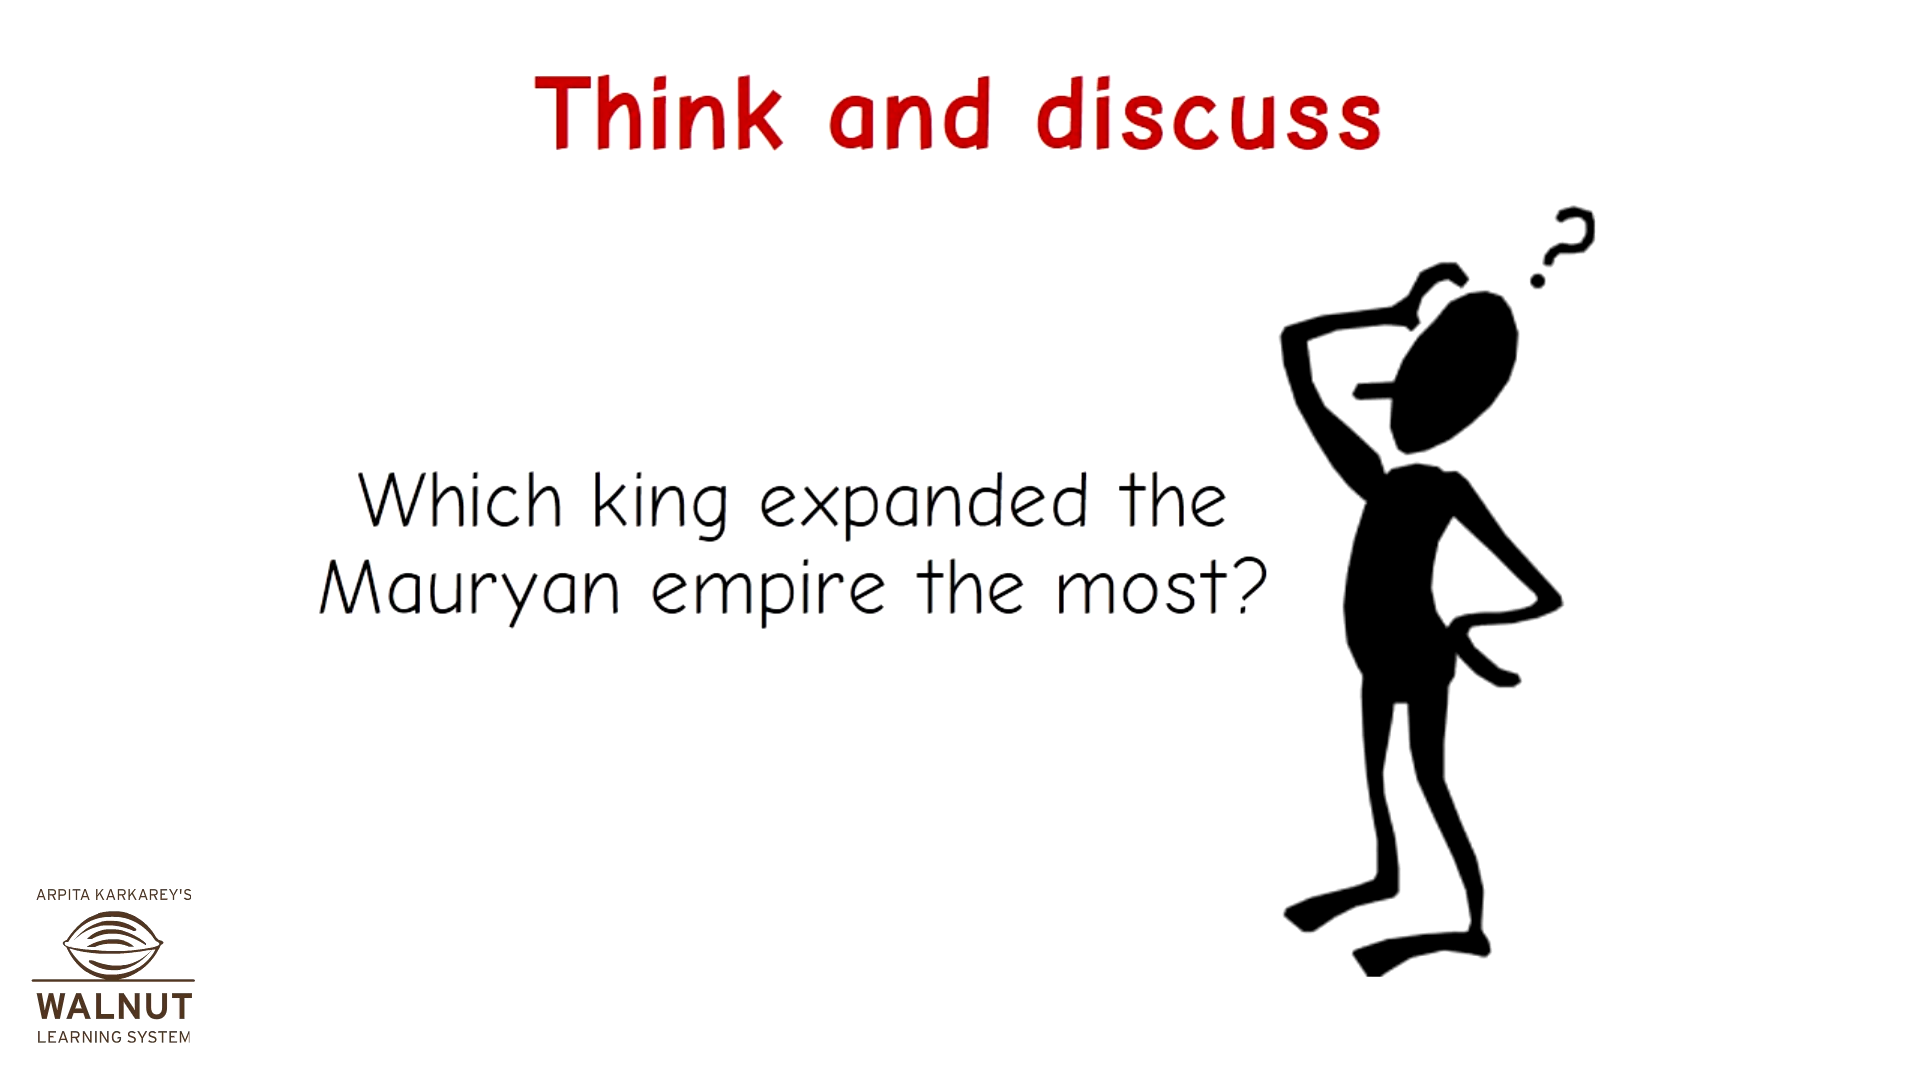 Think and discuss
Which king expanded the
Mauryan empire the most?
?
ARPITA KARKAREY'S
WALNUT
LEARNING SYSTEM